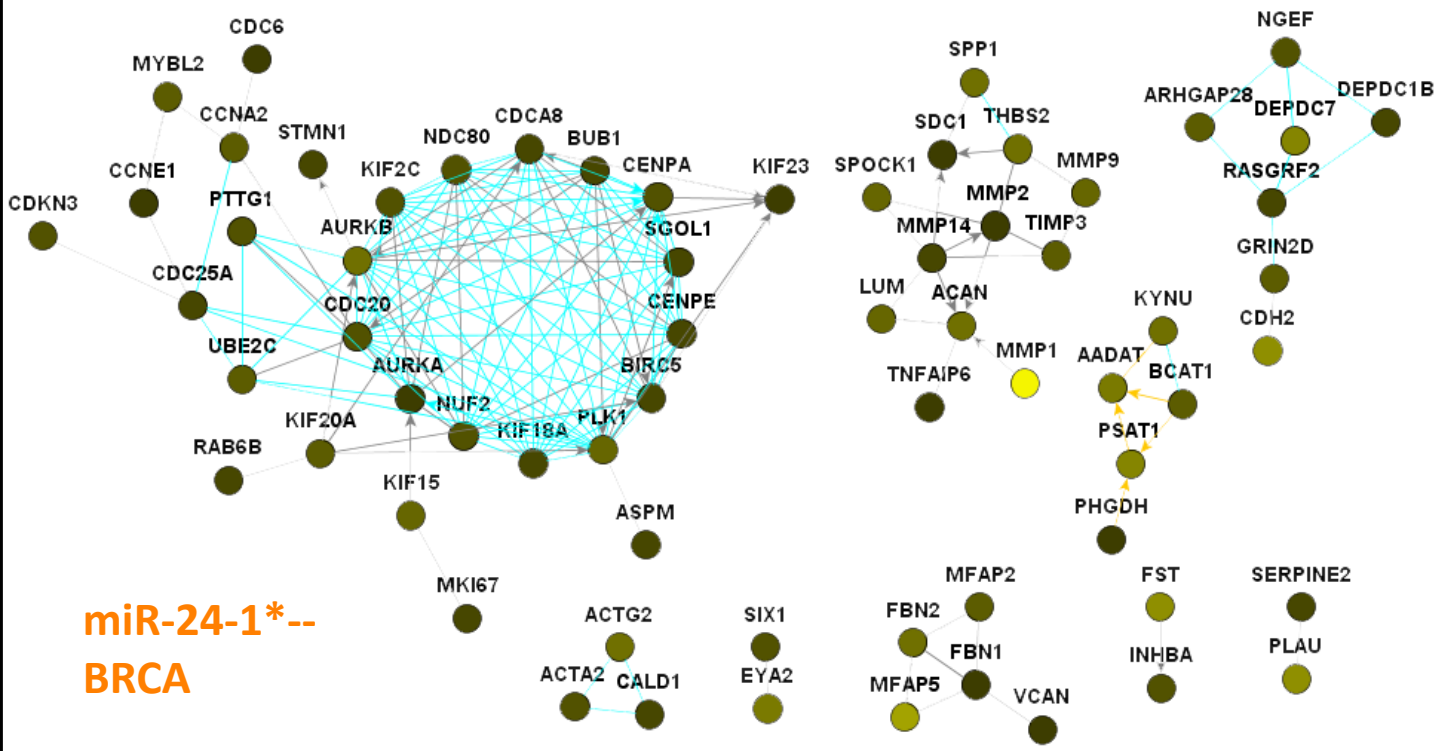 CDC6
NGEF
SPP1
MYBL2
DEPDC1B
ARHGAP28
DEPDC7
CCNA2
CDCA8
SDC1
THBS2
STMN1
NDC80
BUB1
CENPA
KIF2C
SPOCK1
MMP9
KIF23
RASGRF2
CCNE1
MMP2
PTTG1
CDKN3
AURKB
SGOL1
MMP14
TIMP3
GRIN2D
CDC25A
LUM
ACAN
CENPE
CDC20
KYNU
CDH2
UBE2C
AURKA
BIRC5
MMP1
AADAT
BCAT1
TNFAIP6
NUF2
PLK1
KIF20A
KIF18A
PSAT1
RAB6B
KIF15
PHGDH
ASPM
MKI67
MFAP2
FST
SERPINE2
miR-24-1*--
BRCA
ACTG2
SIX1
FBN2
FBN1
INHBA
PLAU
ACTA2
CALD1
EYA2
MFAP5
VCAN